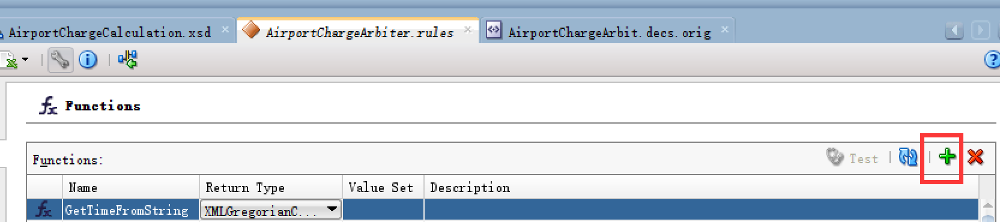 AirportChargeCalculation.xsd AirportChargeArbiter.rules AirportChargeArbit.decs.orig
Functions
Functions: Test
Name Return Type Value Set Description
GetTimeFromString XMLGregorianC...